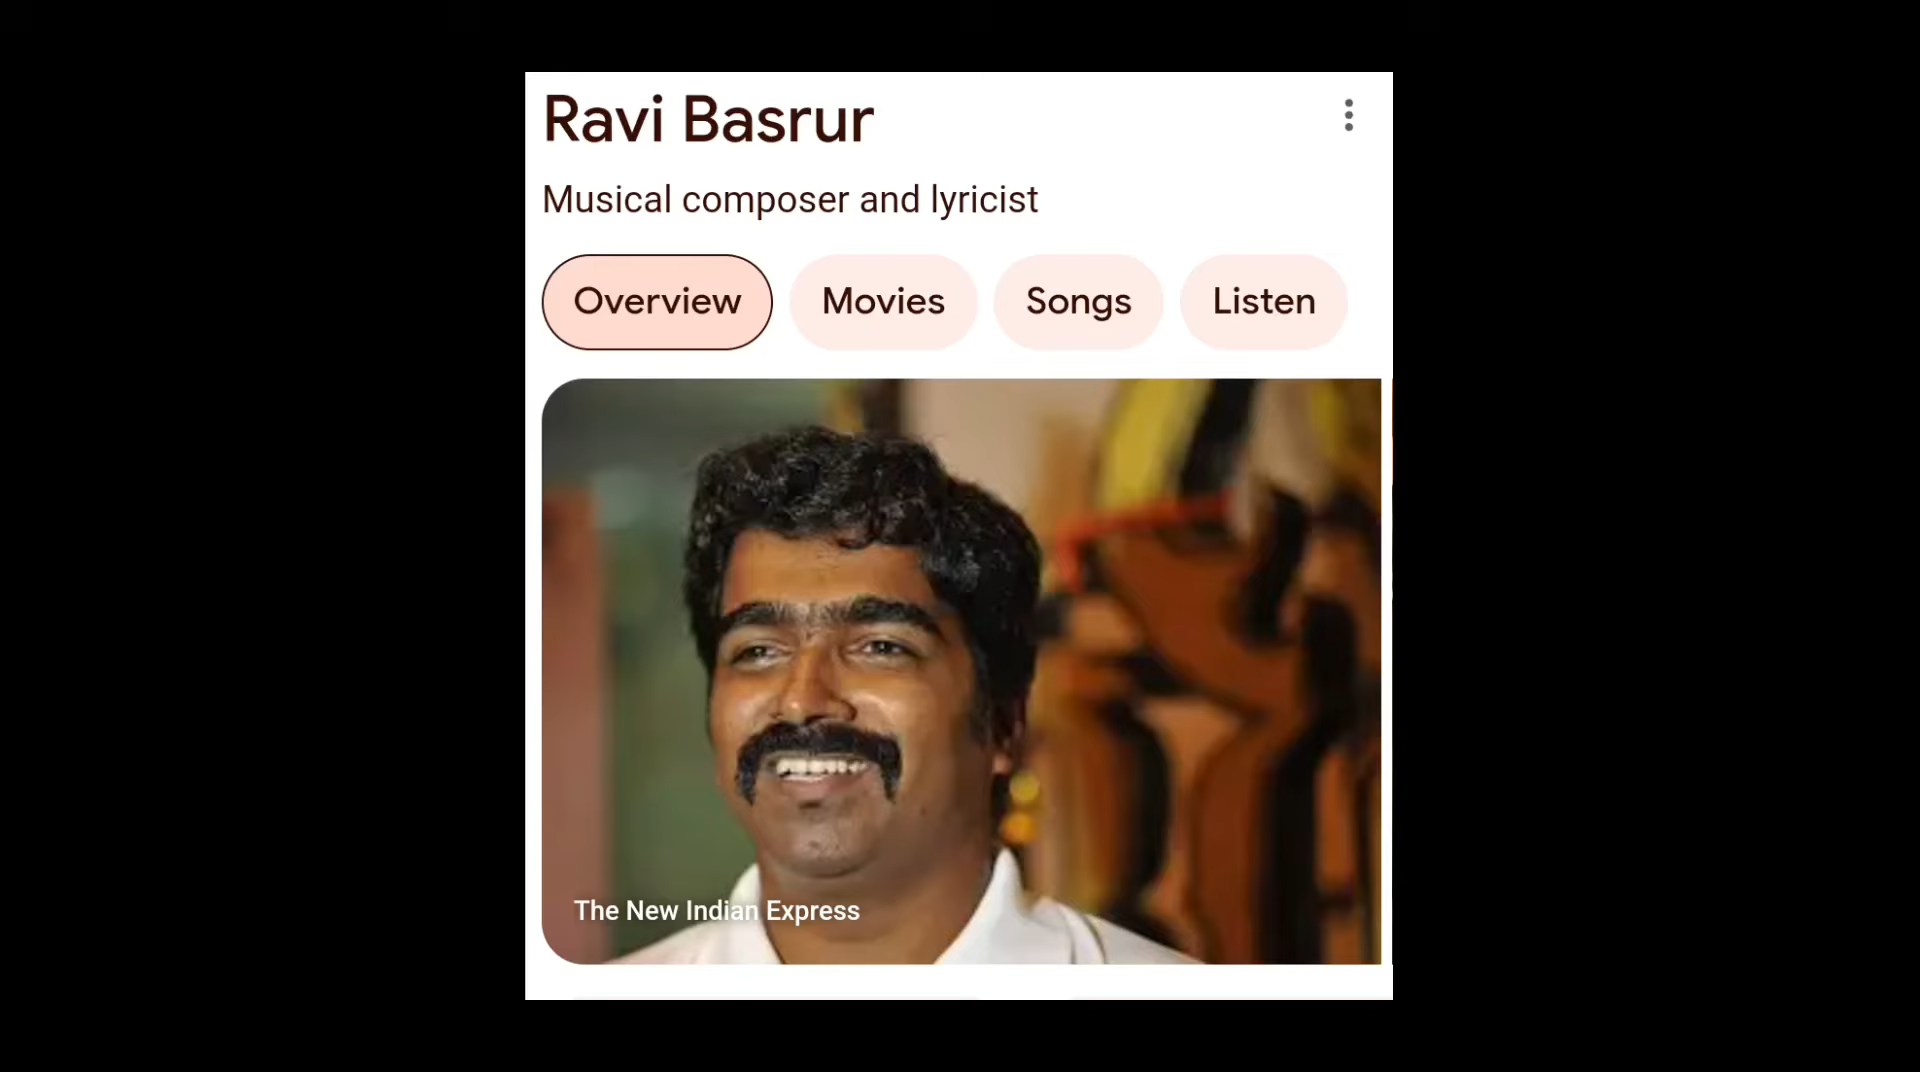 Ravi Basrur
Musical composer and lyricist
Overview Movies Songs Listen
The New Indian Express